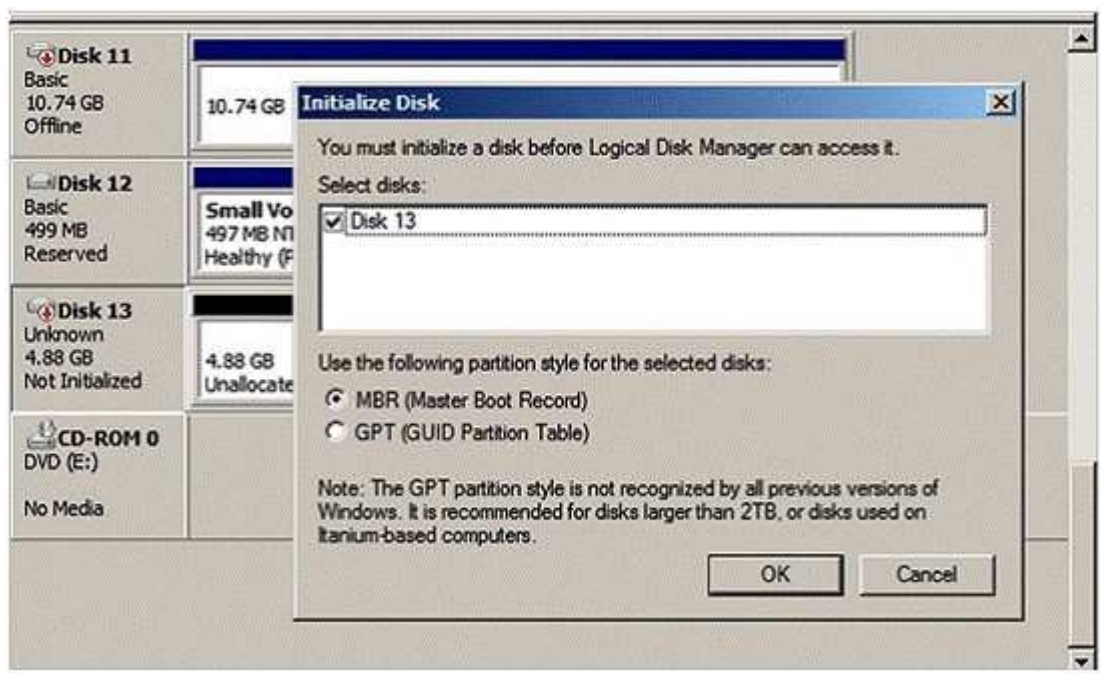 Disk 11
Basic
10.74 GB
Offline
10.74 GB
Disk 12
Basic
499 MB
Reserved
Small Vo
497 MB NT
Healthy (P
Disk 13
Unknown
4.88 GB
Not Initialized
4.88 GB
Unallocate
CD-ROM 0
DVD (E:)
No Media
Initialize Disk
You must initialize a disk before Logical Disk Manager can access it.
Select disks:
Disk 13
Use the following partition style for the selected disks:
MBR (Master Boot Record)
GPT (GUID Partition Table)
Note: The GPT partition style is not recognized by all previous versions of
Windows. It is recommended for disks larger than 2TB, or disks used on
Itanium-based computers.
OK
Cancel